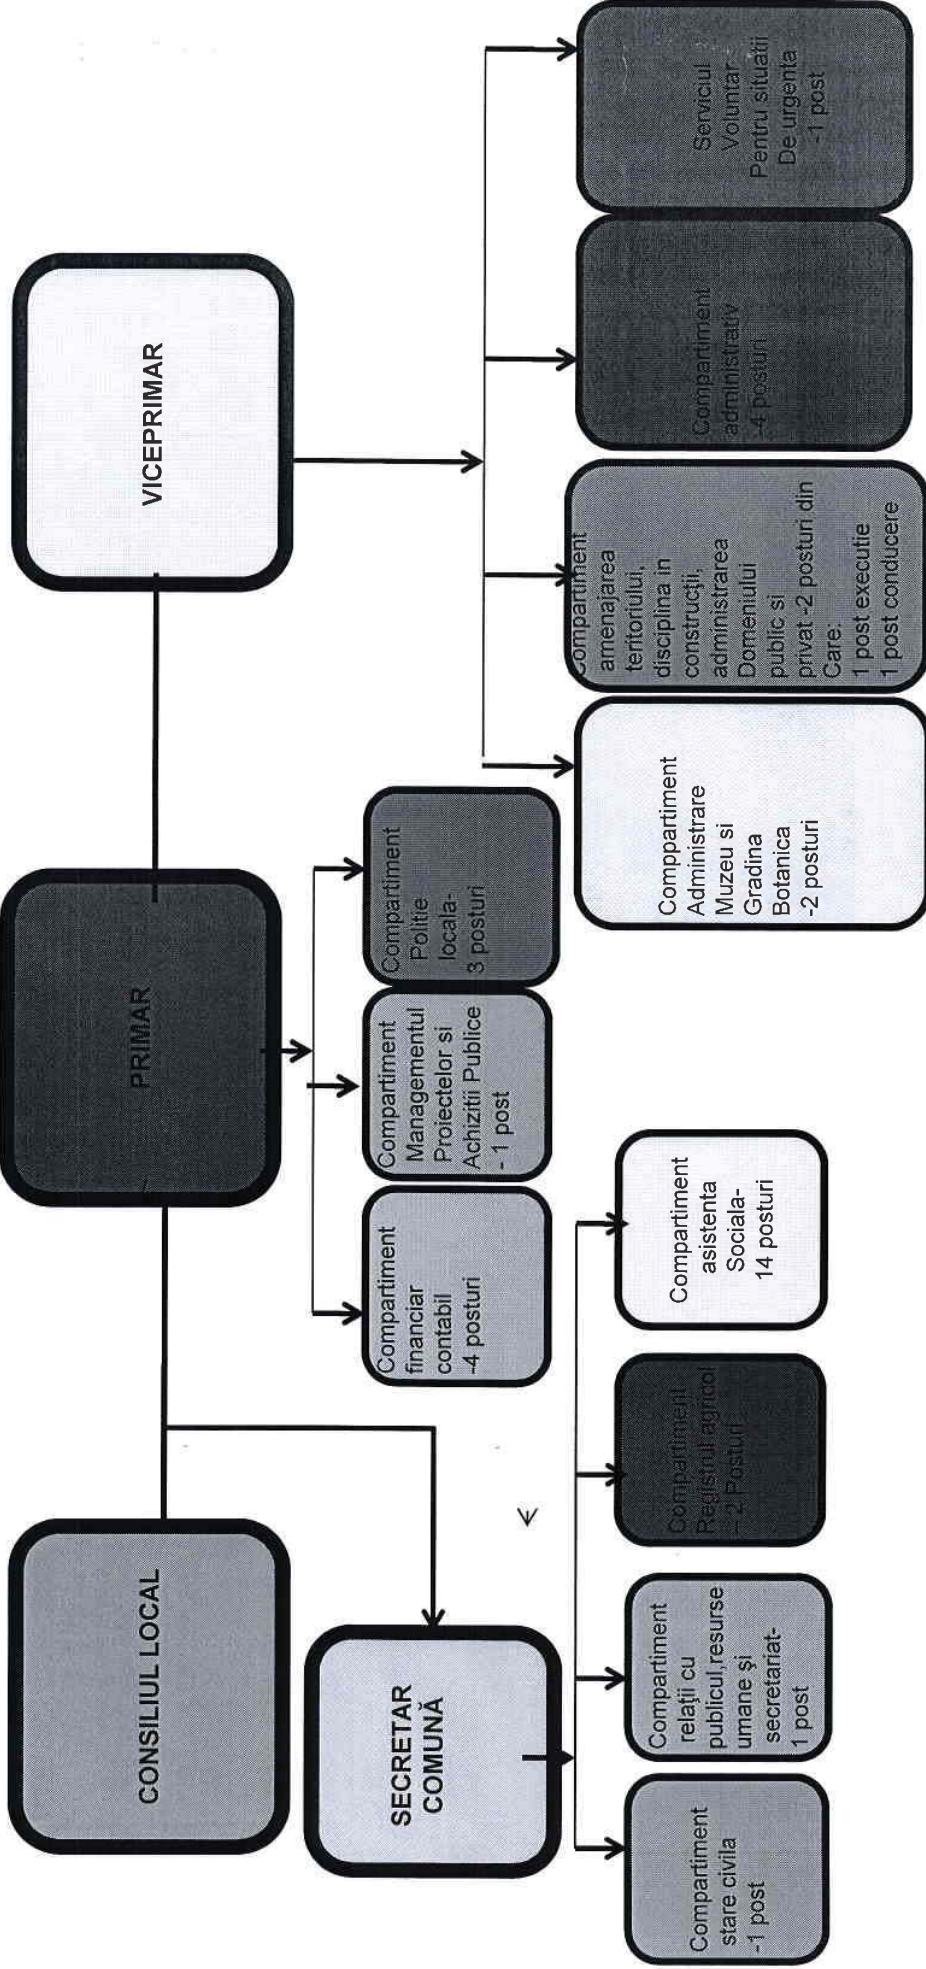 CONSILIUL LOCAL
PRIMAR
VICEPRIMAR
SECRETAR
COMUNĂ
Compartiment
financiar
contabil
-4 posturi
Compartiment
Managementul
Proiectelor si
Achizitii Publice
- 1 post
Compartiment
Politie
locala-
3 posturi
Compartiment
stare civila
-1 post
Compartiment
relaţii cu
publicul,resurse
umane şi
secretariat-
1 post
Compartiment
Registrul agricol
– 2 Posturi
Compartiment
asistenta
Sociala-
14 posturi
Comppartiment
Administrare
Muzeu si
Gradina
Botanica
-2 posturi
Compartiment
amenajarea
teritoriului,
disciplina in
construcţii,
administrarea
Domeniului
public si
privat -2 posturi din
Care:
1 post executie
1 post conducere
Compartiment
administrativ
-4 posturi
Serviciul
Voluntar
Pentru situatii
De urgenta
-1 post